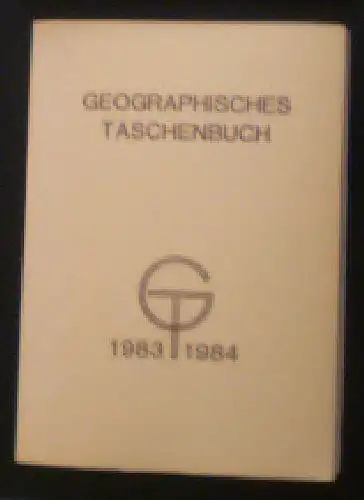 GEOGRAPHISCHES
TASCHENBUCH
GT
1983 1984